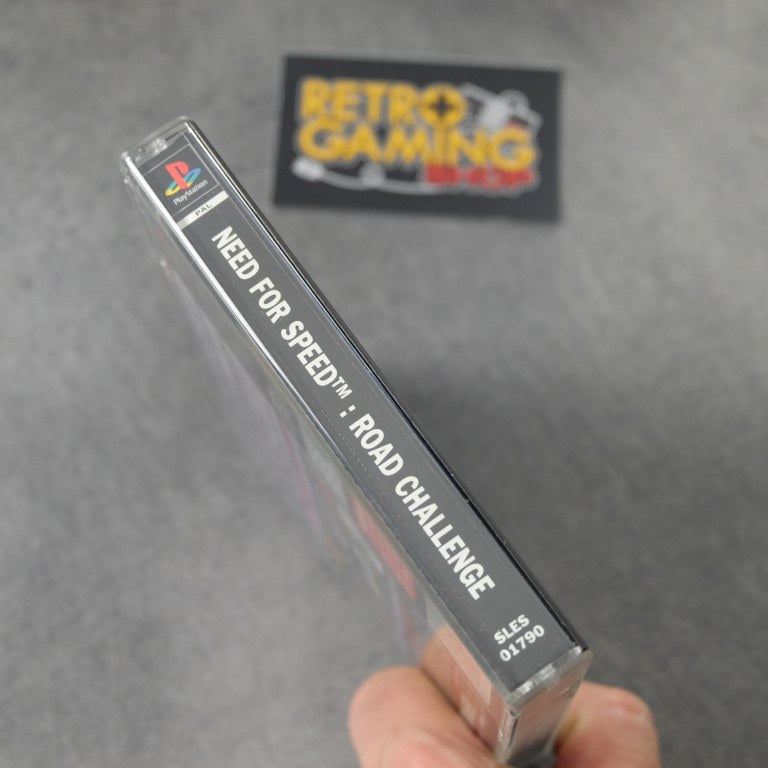 RETRO
GAMING
SHOP
PlayStation
PAL
NEED FOR SPEED™ : ROAD CHALLENGE
SLES
01790